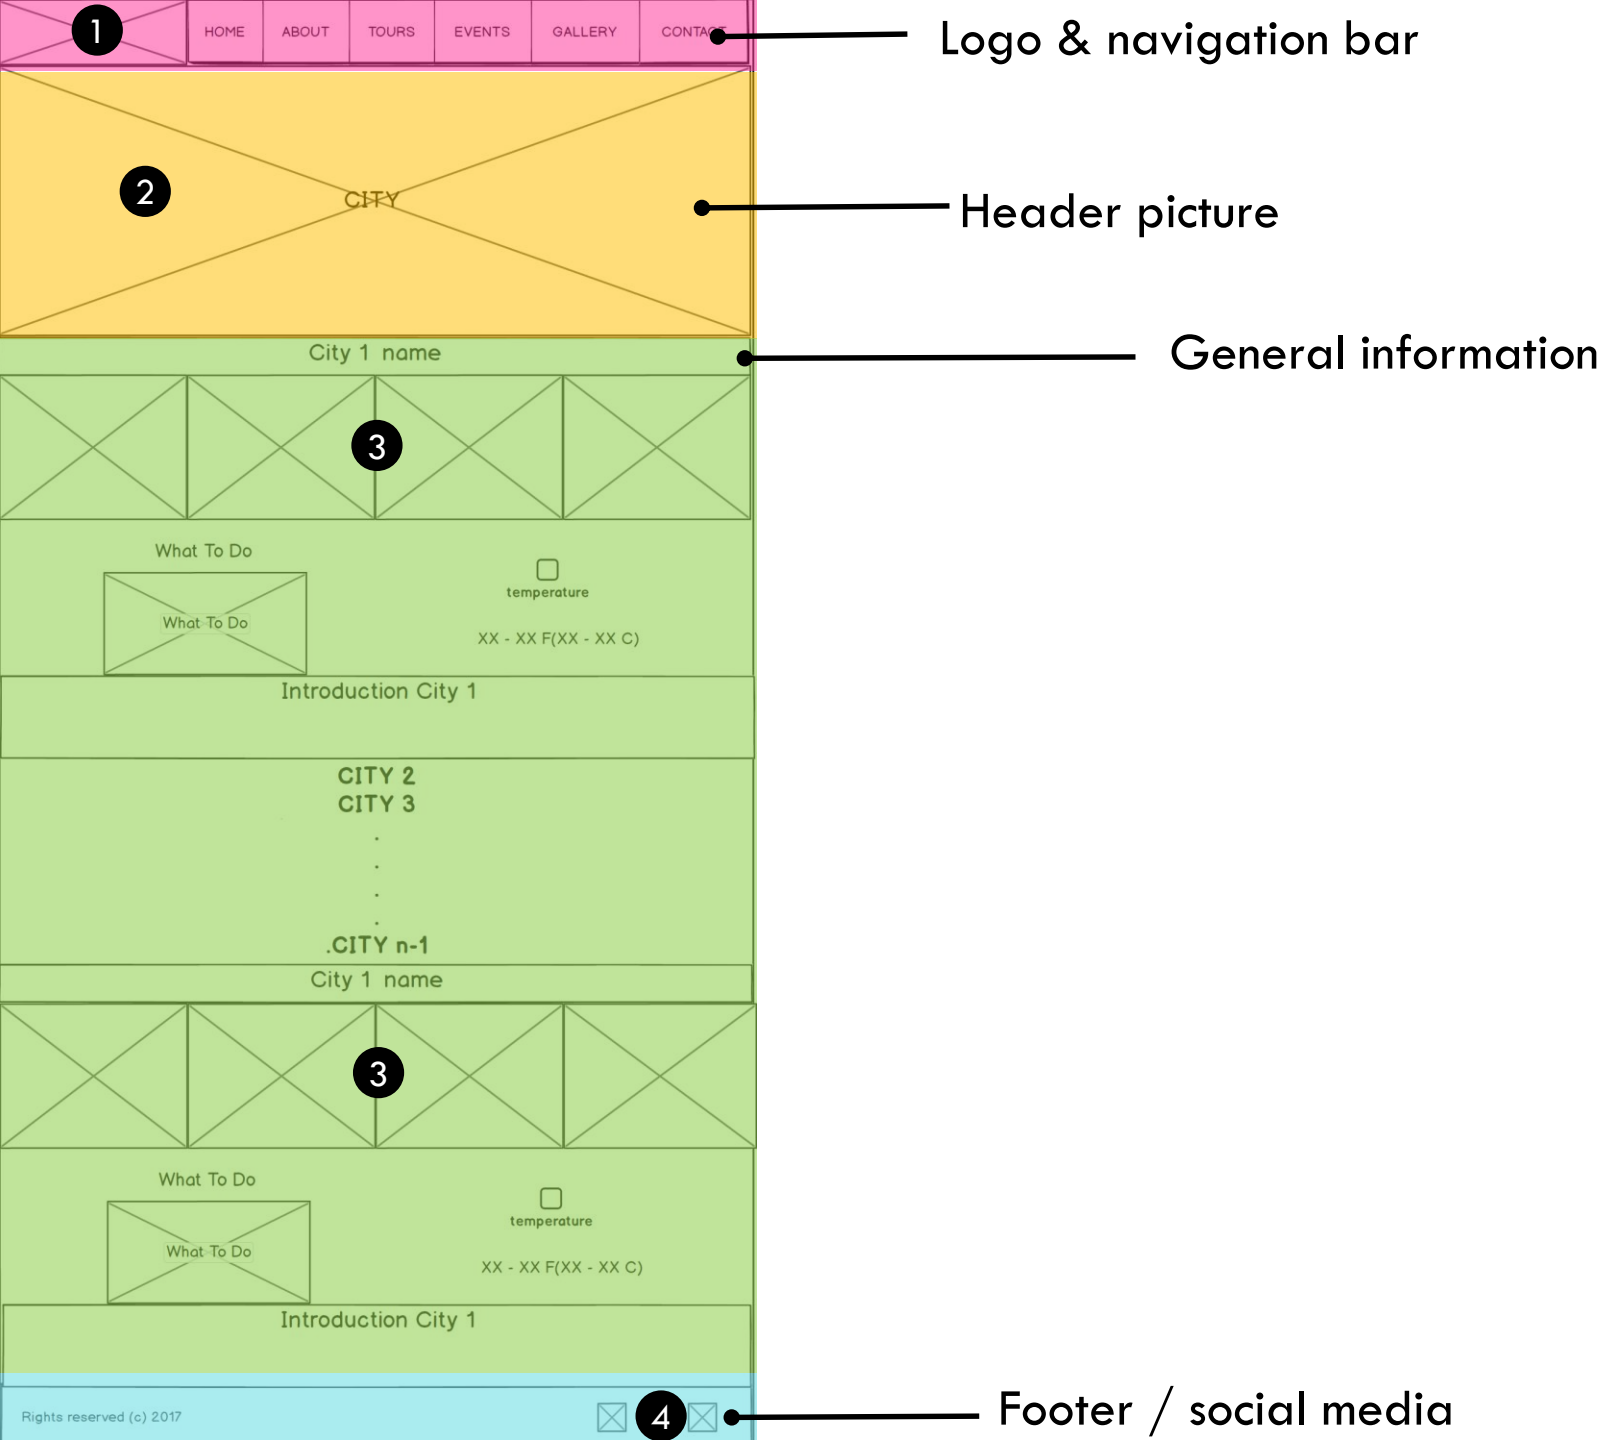 1 HOME ABOUT TOURS EVENTS GALLERY CONTACT
Logo & navigation bar
2
CITY
Header picture
City 1 name
General information
3
What To Do
What To Do
temperature
XX - XX F(XX - XX C)
Introduction City 1
CITY 2
CITY 3
.
.
.
.
.CITY n-1
City 1 name
3
What To Do
What To Do
temperature
XX - XX F(XX - XX C)
Introduction City 1
Rights reserved (c) 2017
4
Footer / social media